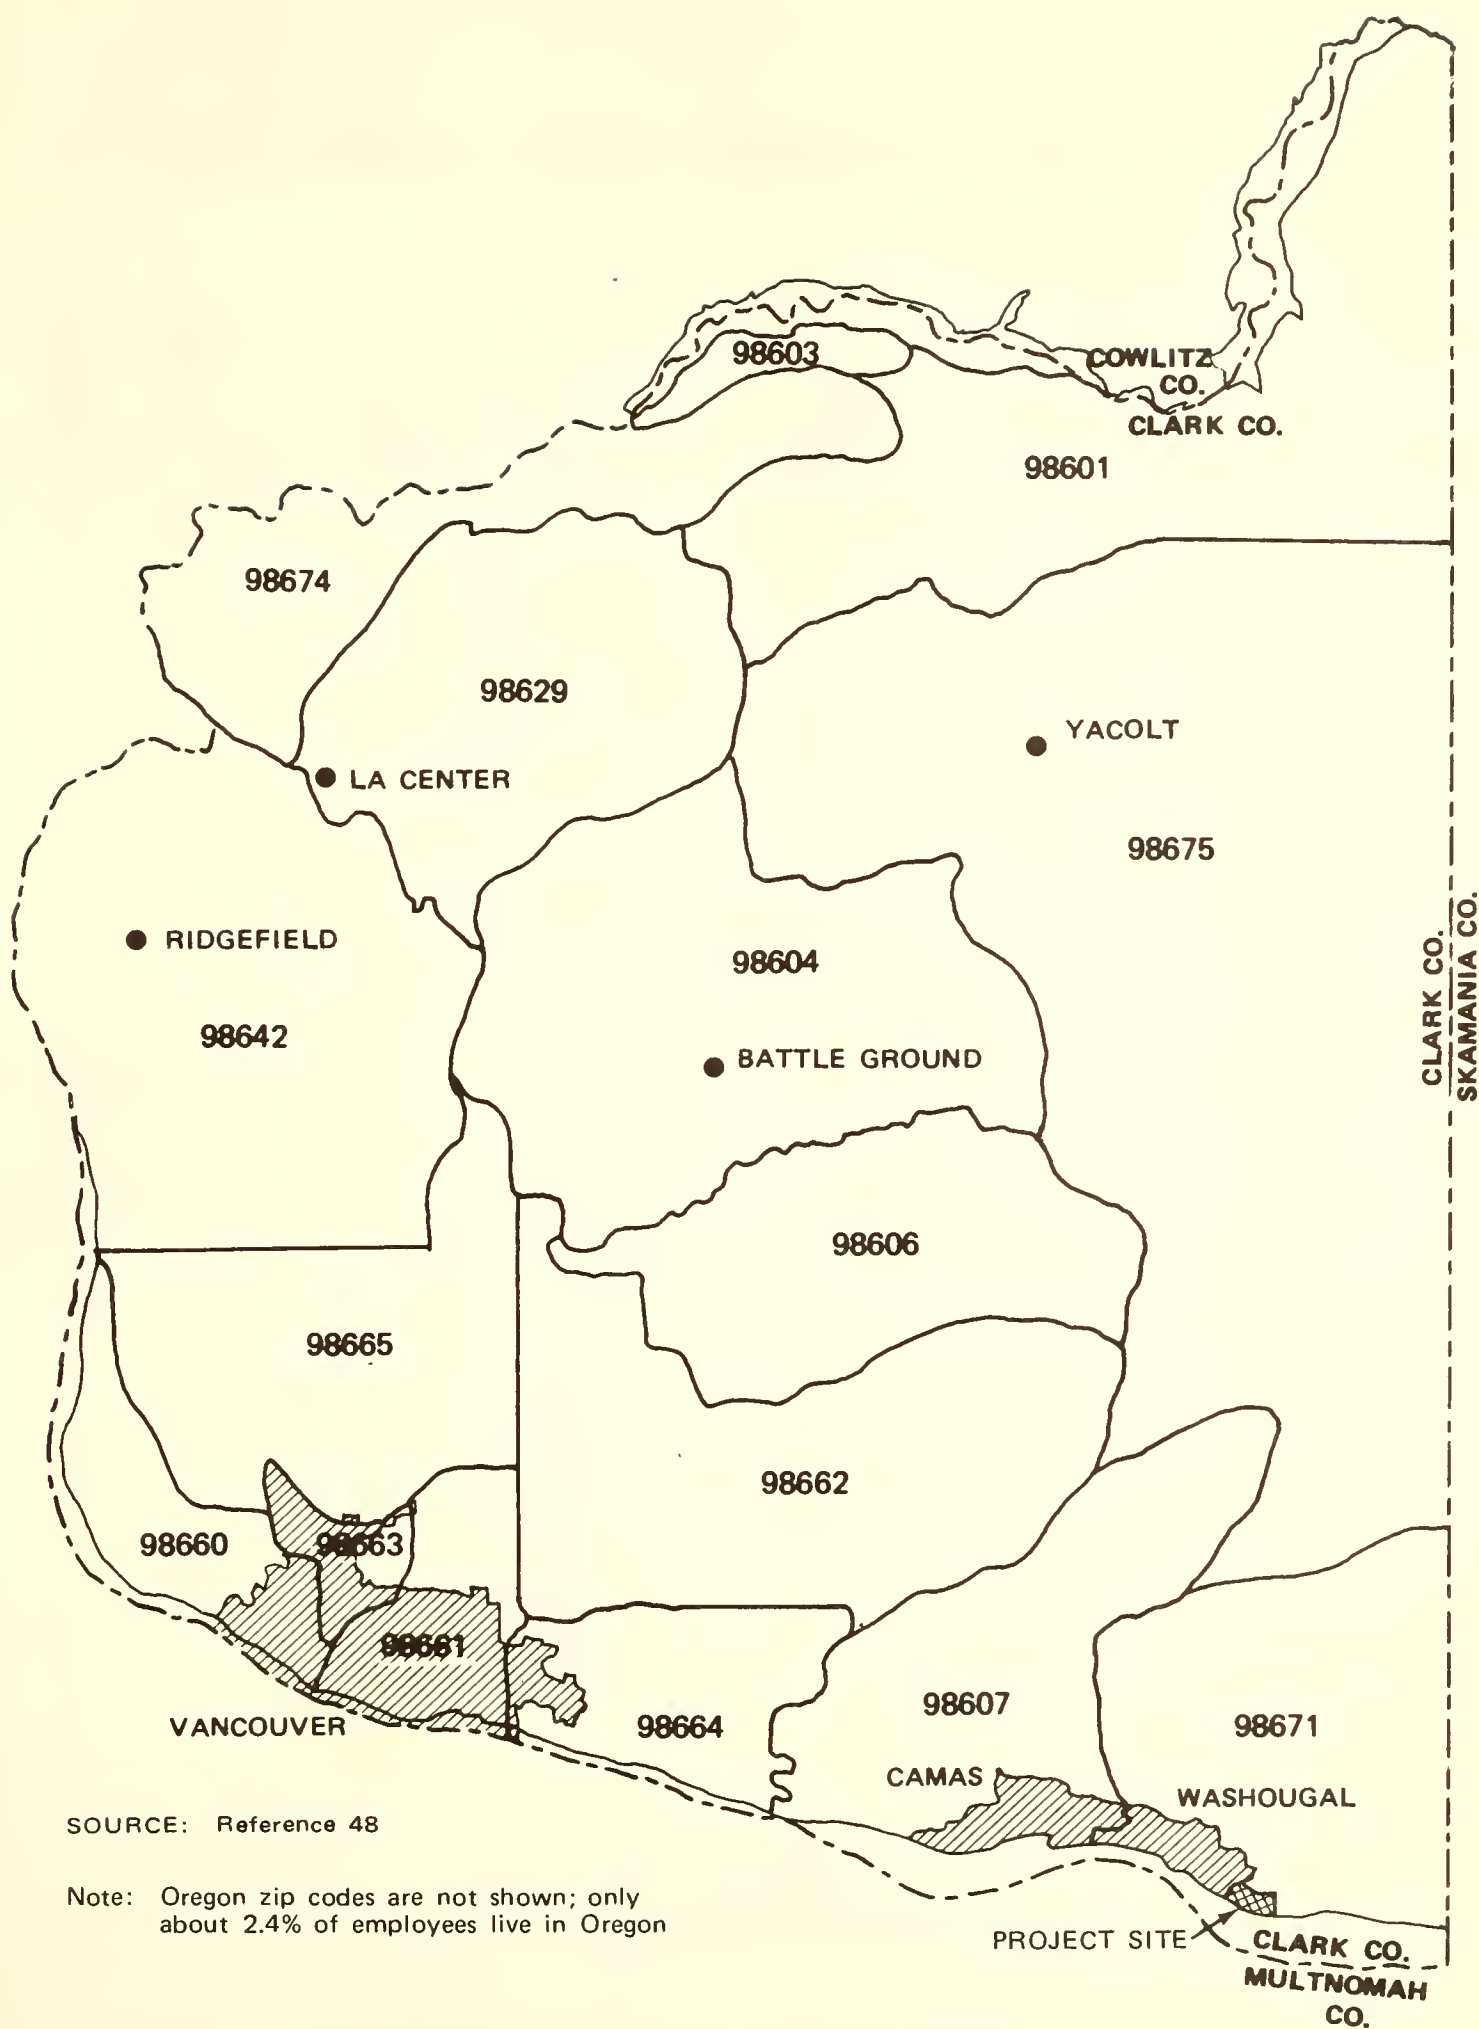 98603
COWLITZ
CO.
CLARK CO.
98601
98674
98629
YACOLT
LA CENTER
98675
CLARK CO.
SKAMANIA CO.
RIDGEFIELD
98604
98642
BATTLE GROUND
98606
98665
98662
98660
98663
98661
98607
98664
98671
VANCOUVER
CAMAS
WASHOUGAL
SOURCE: Reference 48
Note: Oregon zip codes are not shown; only
about 2.4% of employees live in Oregon
PROJECT SITE
CLARK CO.
MULTNOMAH
CO.